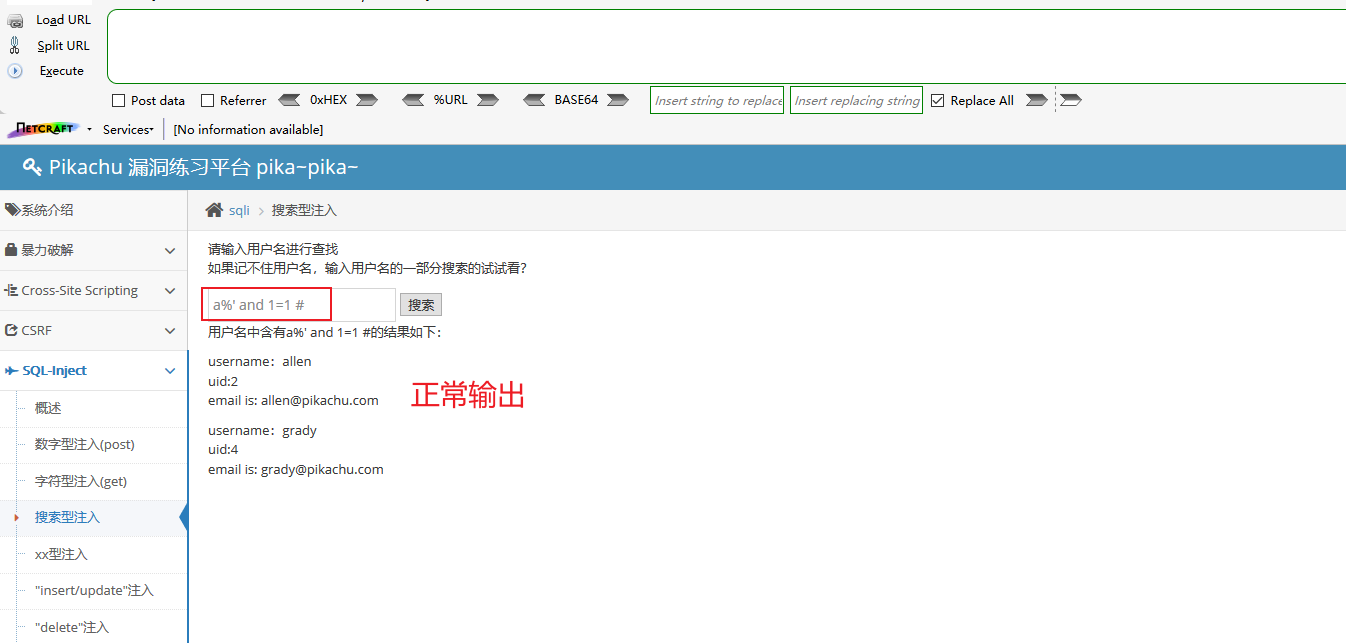 Load URL
Split URL
Execute
Post data Referrer 0xHEX %URL BASE64 Insert string to replace Insert replacing string Replace All
NETCRAFT Services [No information available]
Pikachu 漏洞练习平台 pika~pika~
系统介绍
暴力破解
Cross-Site Scripting
CSRF
SQL-Inject
概述
数字型注入(post)
字符型注入(get)
搜索型注入
xx型注入
"insert/update"注入
"delete"注入
sqli > 搜索型注入
请输入用户名进行查找
如果记不住用户名，输入用户名的一部分搜索的试试看？
a%' and 1=1 # 搜索
用户名中含有a%' and 1=1 #的结果如下：
username：allen
uid:2
email is: allen@pikachu.com
正常输出
username：grady
uid:4
email is: grady@pikachu.com